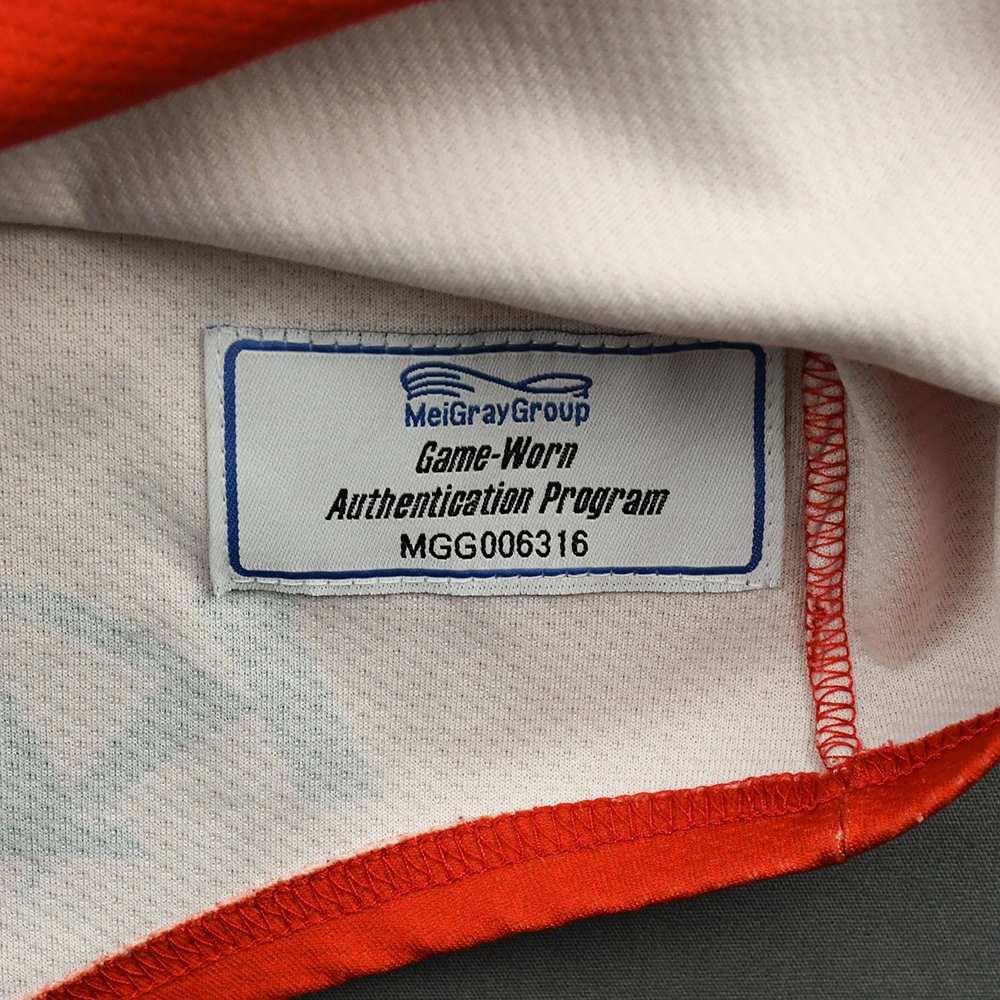 MeiGrayGroup
Game-Worn
Authentication Program
MGG006316